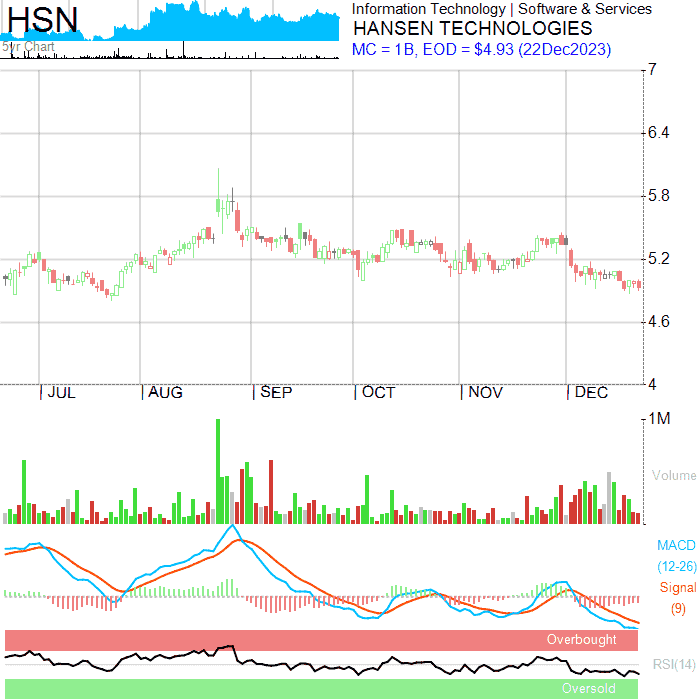 HSN
5yr Chart
Information Technology | Software & Services
HANSEN TECHNOLOGIES
MC = 1B, EOD = $4.93 (22Dec2023)
7
6.4
5.8
5.2
4.6
4
JUL
AUG
SEP
OCT
NOV
DEC
1M
Volume
MACD
(12-26)
Signal
(9)
Overbought
RSI(14)
Oversold